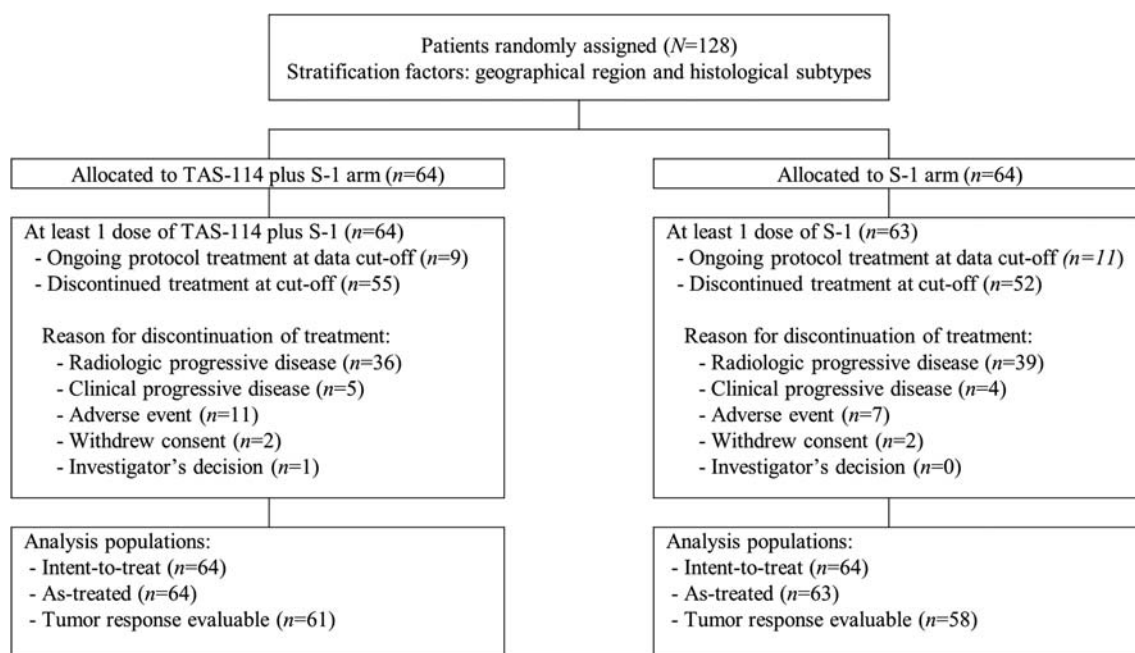 Patients randomly assigned (N=128)
Stratification factors: geographical region and histological subtypes
Allocated to TAS-114 plus S-1 arm (n=64)
At least 1 dose of TAS-114 plus S-1 (n=64)
- Ongoing protocol treatment at data cut-off (n=9)
- Discontinued treatment at cut-off (n=55)
Reason for discontinuation of treatment:
- Radiologic progressive disease (n=36)
- Clinical progressive disease (n=5)
- Adverse event (n=11)
- Withdrew consent (n=2)
- Investigator's decision (n=1)
Analysis populations:
- Intent-to-treat (n=64)
- As-treated (n=64)
- Tumor response evaluable (n=61)
Allocated to S-1 arm (n=64)
At least 1 dose of S-1 (n=63)
- Ongoing protocol treatment at data cut-off (n=11)
- Discontinued treatment at cut-off (n=52)
Reason for discontinuation of treatment:
- Radiologic progressive disease (n=39)
- Clinical progressive disease (n=4)
- Adverse event (n=7)
- Withdrew consent (n=2)
- Investigator's decision (n=0)
Analysis populations:
- Intent-to-treat (n=64)
- As-treated (n=63)
- Tumor response evaluable (n=58)